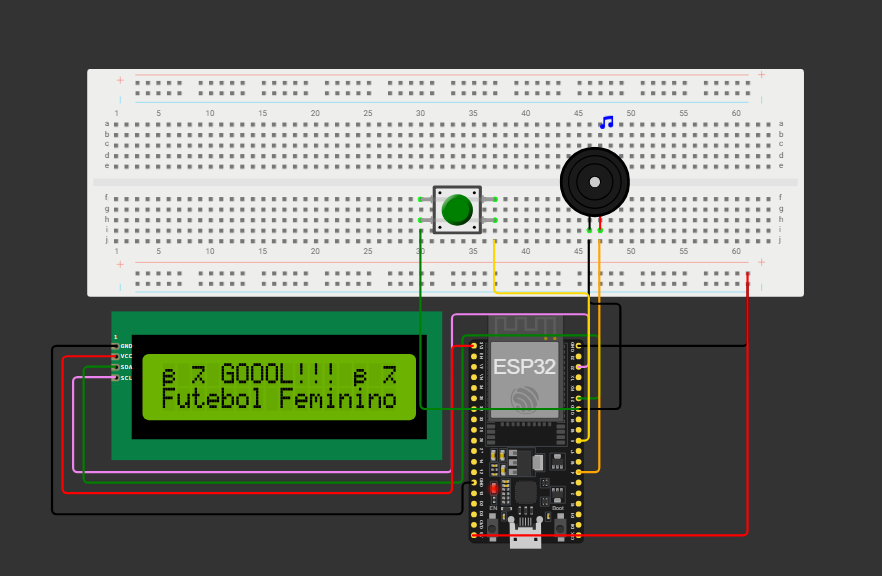 1 5 10 15 20 25 30 35 40 45 50 55 60
a a
b b
c c
d d
e e
f f
g g
h h
i i
j j
1 5 10 15 20 25 30 35 40 45 50 55 60
1
GND
VCC
SDA
SCL
GOOOL!!!
Futebol Feminino
ESP32
EN Boot